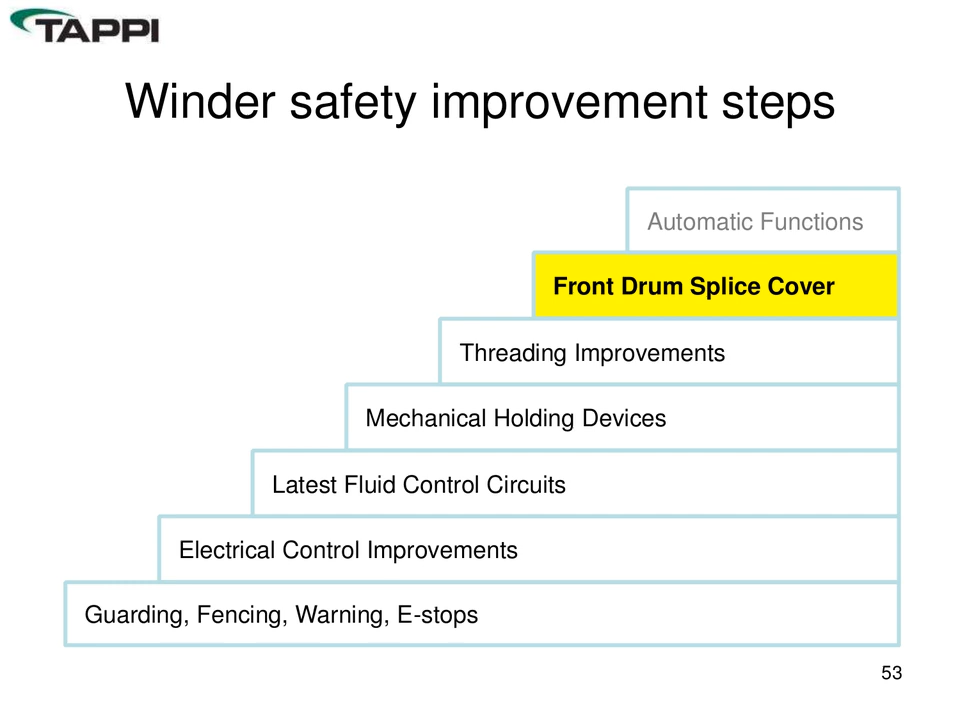 TAPPI
Winder safety improvement steps
Automatic Functions
Front Drum Splice Cover
Threading Improvements
Mechanical Holding Devices
Latest Fluid Control Circuits
Electrical Control Improvements
Guarding, Fencing, Warning, E-stops
53